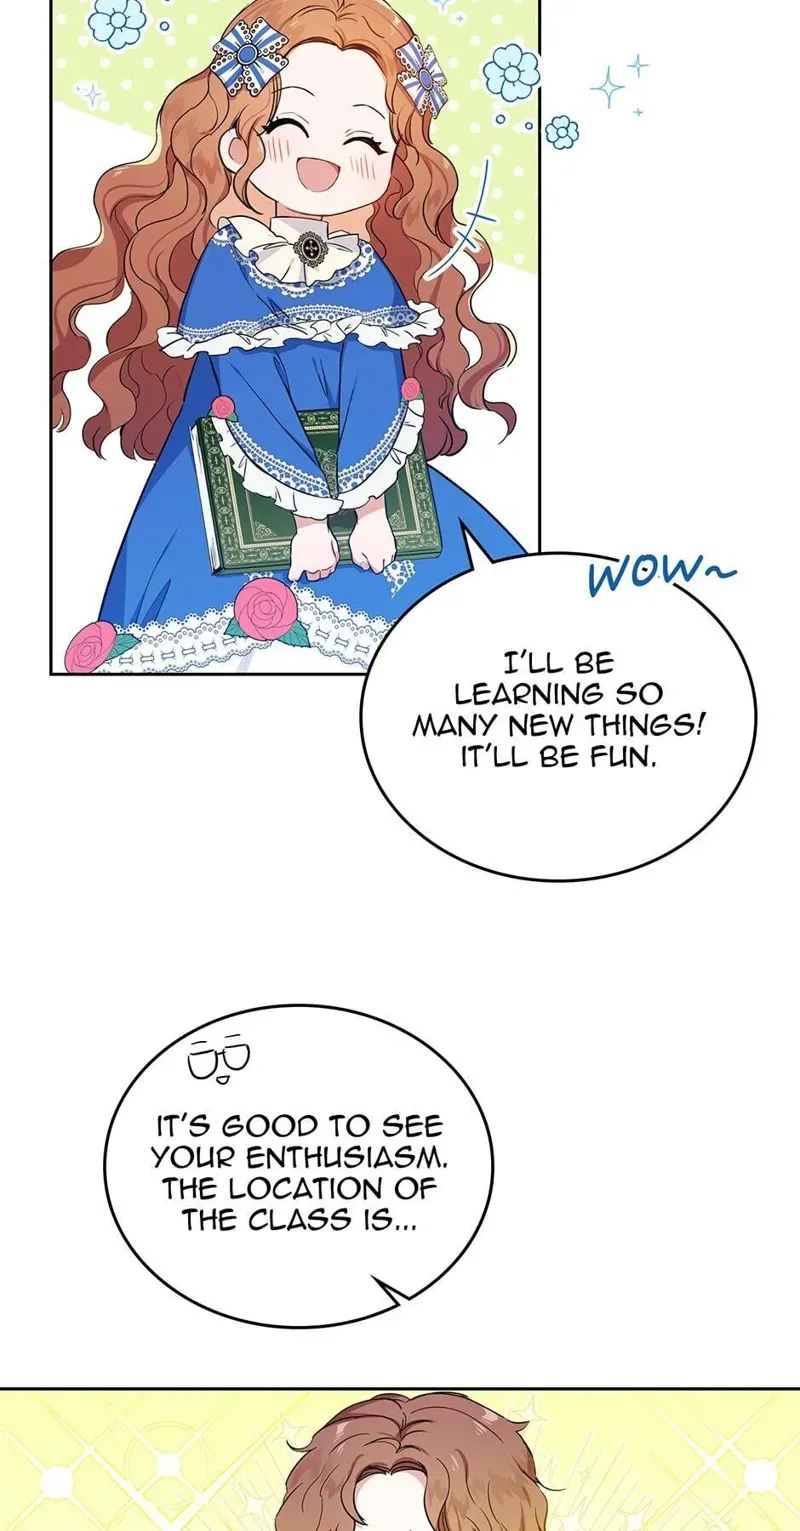 WOW~
I'LL BE
LEARNING SO
MANY NEW THINGS!
IT'LL BE FUN.
IT'S GOOD TO SEE
YOUR ENTHUSIASM.
THE LOCATION OF
THE CLASS IS...